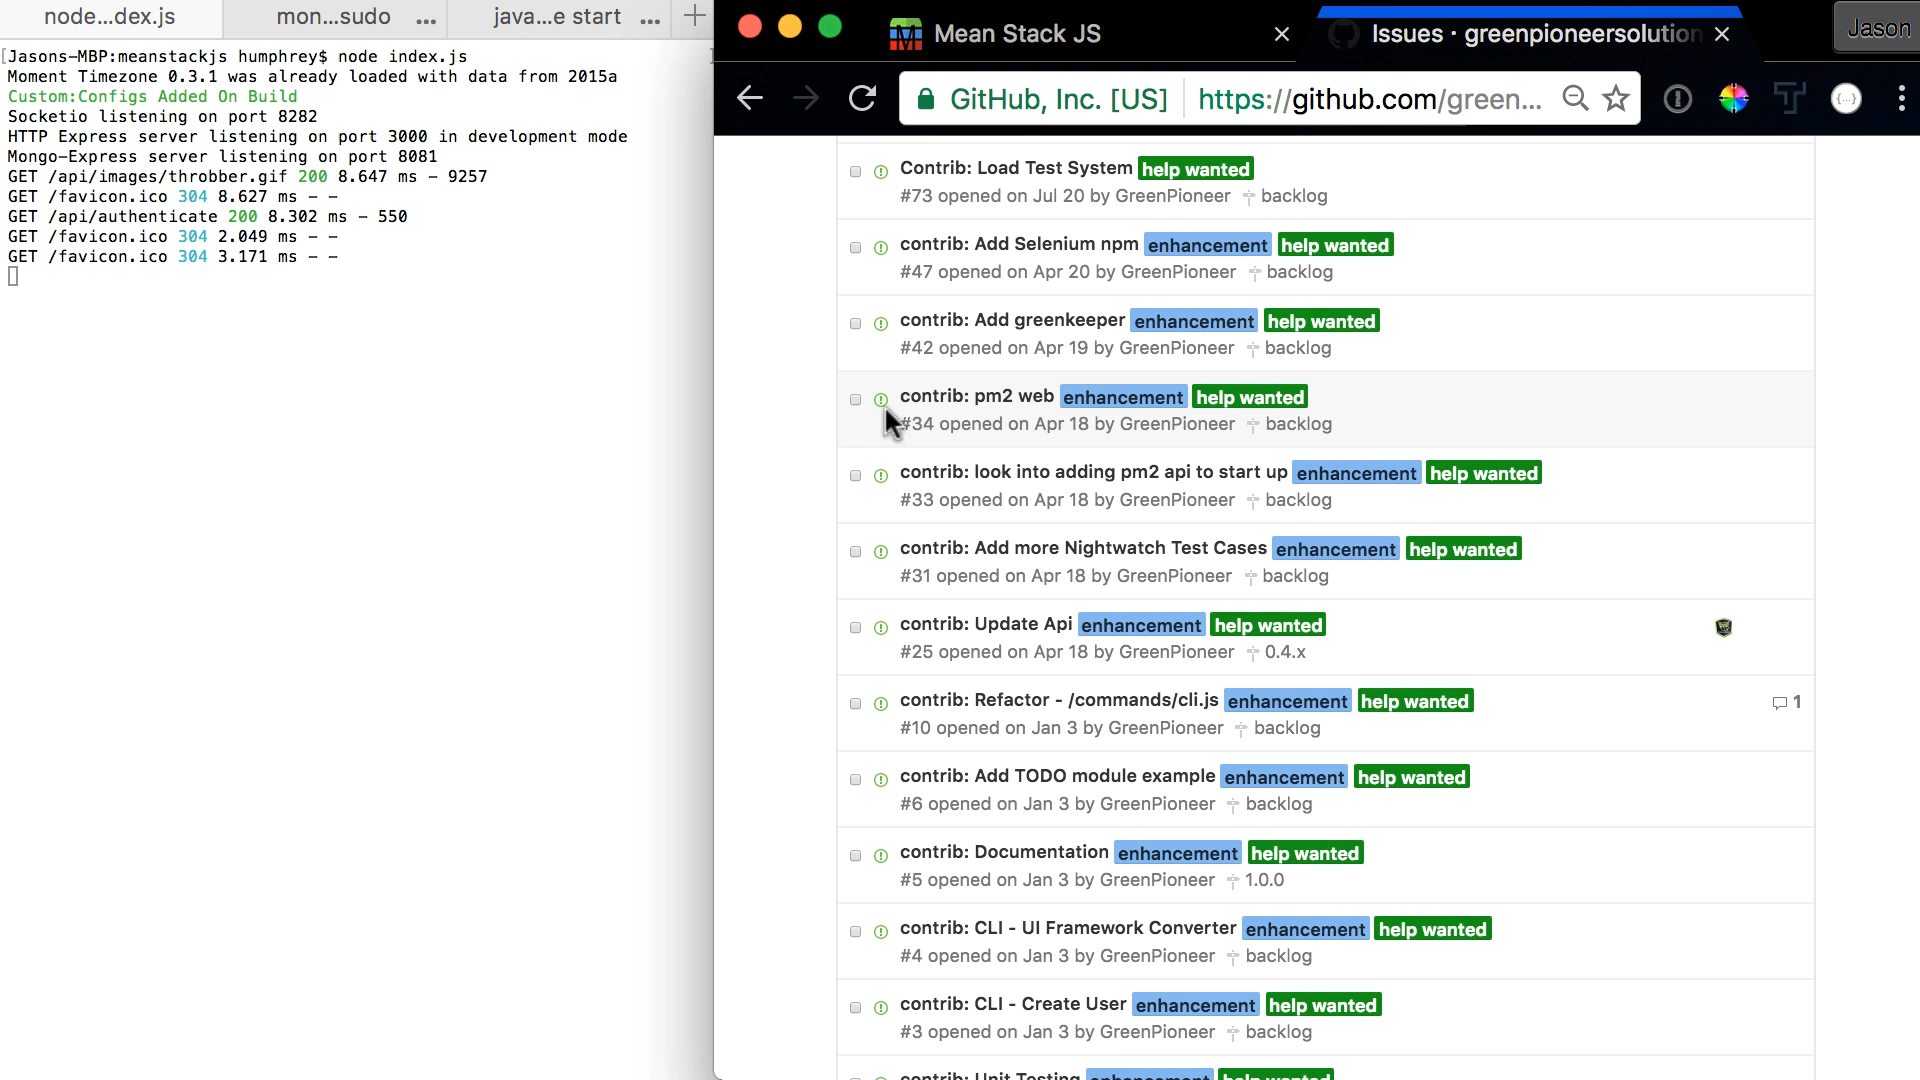 node...dex.js
mon...sudo ...
java...e start ...
[Jasons-MBP:meanstackjs humphrey$ node index.js
Moment Timezone 0.3.1 was already loaded with data from 2015a
Custom:Configs Added On Build
Socketio listening on port 8282
HTTP Express server listening on port 3000 in development mode
Mongo-Express server listening on port 8081
GET /api/images/throbber.gif 200 8.647 ms - 9257
GET /favicon.ico 304 8.627 ms - -
GET /api/authenticate 200 8.302 ms - 550
GET /favicon.ico 304 2.049 ms - -
GET /favicon.ico 304 3.171 ms - -
Mean Stack JS
Issues · greenpioneersolution
Jason
GitHub, Inc. [US] https://github.com/green...
Contrib: Load Test System help wanted
#73 opened on Jul 20 by GreenPioneer backlog
contrib: Add Selenium npm enhancement help wanted
#47 opened on Apr 20 by GreenPioneer backlog
contrib: Add greenkeeper enhancement help wanted
#42 opened on Apr 19 by GreenPioneer backlog
contrib: pm2 web enhancement help wanted
#34 opened on Apr 18 by GreenPioneer backlog
contrib: look into adding pm2 api to start up enhancement help wanted
#33 opened on Apr 18 by GreenPioneer backlog
contrib: Add more Nightwatch Test Cases enhancement help wanted
#31 opened on Apr 18 by GreenPioneer backlog
contrib: Update Api enhancement help wanted
#25 opened on Apr 18 by GreenPioneer 0.4.x
contrib: Refactor - /commands/cli.js enhancement help wanted
1
#10 opened on Jan 3 by GreenPioneer backlog
contrib: Add TODO module example enhancement help wanted
#6 opened on Jan 3 by GreenPioneer backlog
contrib: Documentation enhancement help wanted
#5 opened on Jan 3 by GreenPioneer 1.0.0
contrib: CLI - UI Framework Converter enhancement help wanted
#4 opened on Jan 3 by GreenPioneer backlog
contrib: CLI - Create User enhancement help wanted
#3 opened on Jan 3 by GreenPioneer backlog
contrib: Unit Testing enhancement help wanted